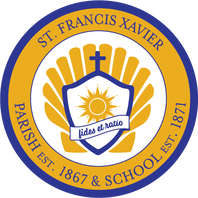 ST. FRANCIS XAVIER
fides et ratio
PARISH EST. 1867 & SCHOOL EST. 1871